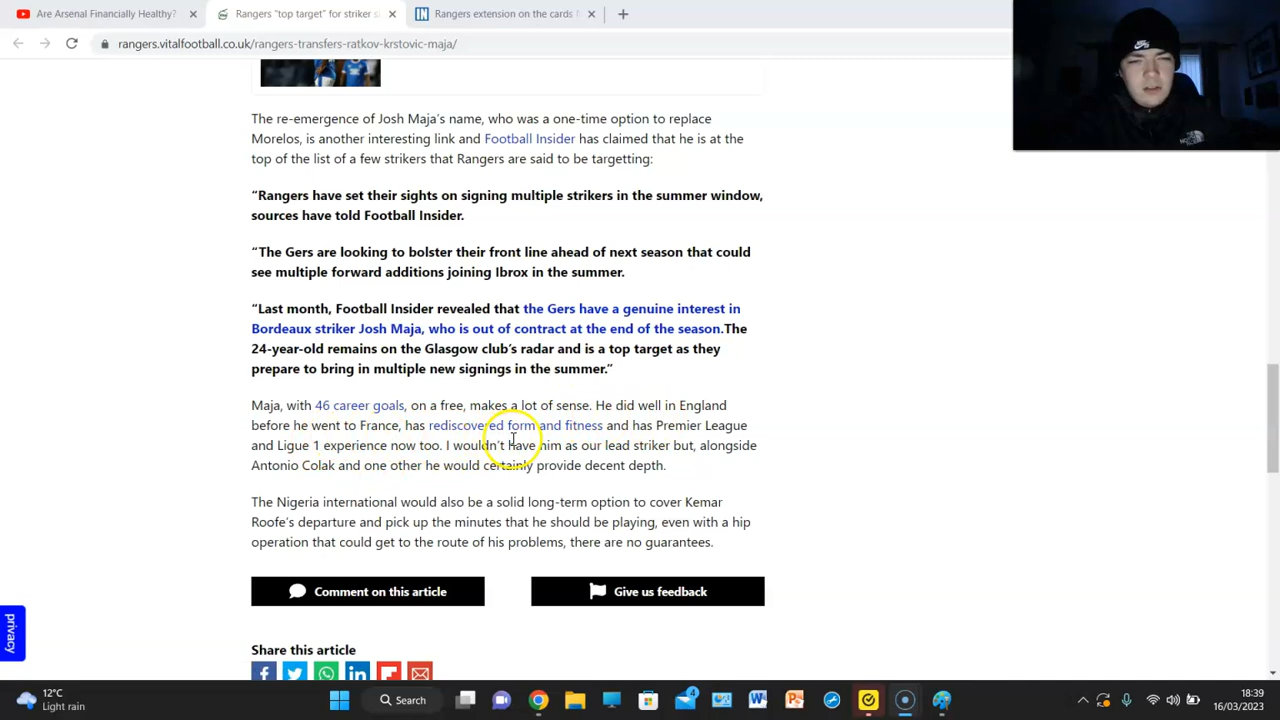 Are Arsenal Financially Healthy?
Rangers "top target" for striker s
Rangers extension on the cards f
rangers.vitalfootball.co.uk/rangers-transfers-ratkov-krstovic-maja/
The re-emergence of Josh Maja's name, who was a one-time option to replace
Morelos, is another interesting link and Football Insider has claimed that he is at the
top of the list of a few strikers that Rangers are said to be targetting:
“Rangers have set their sights on signing multiple strikers in the summer window,
sources have told Football Insider.
“The Gers are looking to bolster their front line ahead of next season that could
see multiple forward additions joining Ibrox in the summer.
“Last month, Football Insider revealed that the Gers have a genuine interest in
Bordeaux striker Josh Maja, who is out of contract at the end of the season.The
24-year-old remains on the Glasgow club’s radar and is a top target as they
prepare to bring in multiple new signings in the summer.”
Maja, with 46 career goals, on a free, makes a lot of sense. He did well in England
before he went to France, has rediscovered form and fitness and has Premier League
and Ligue 1 experience now too. I wouldn’t have him as our lead striker but, alongside
Antonio Colak and one other he would certainly provide decent depth.
The Nigeria international would also be a solid long-term option to cover Kemar
Roofe’s departure and pick up the minutes that he should be playing, even with a hip
operation that could get to the route of his problems, there are no guarantees.
Comment on this article
Give us feedback
privacy
Share this article
12°C
Light rain
Search
4
18:39
16/03/2023